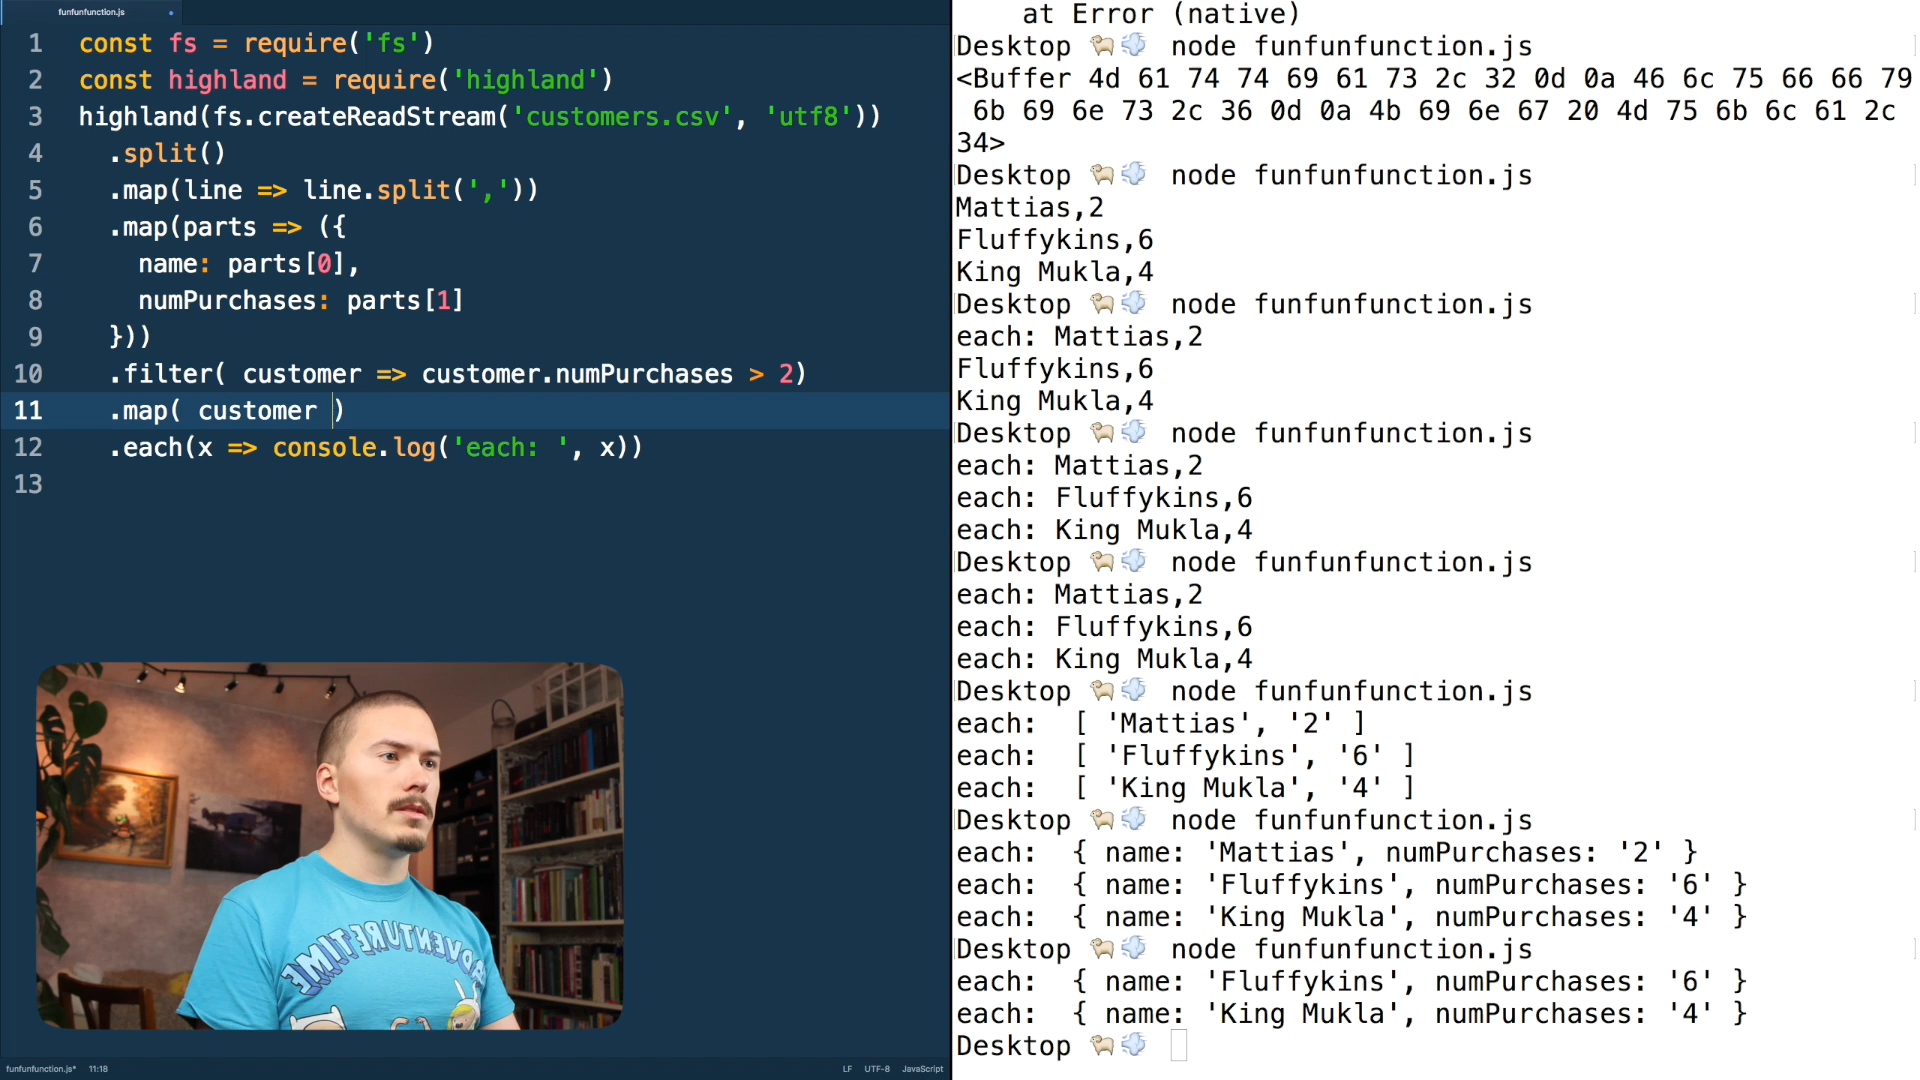 funfunfunction.js
1 const fs = require('fs')
2 const highland = require('highland')
3 highland(fs.createReadStream('customers.csv', 'utf8'))
4 .split()
5 .map(line => line.split(','))
6 .map(parts => ({
7 name: parts[0],
8 numPurchases: parts[1]
9 }))
10 .filter( customer => customer.numPurchases > 2)
11 .map( customer )
12 .each(x => console.log('each: ', x))
13
ADVENTURE TIME
funfunfunction.js* 11:18 LF UTF-8 JavaScript
at Error (native)
Desktop 🐏💨 node funfunfunction.js
<Buffer 4d 61 74 74 69 61 73 2c 32 0d 0a 46 6c 75 66 66 79
6b 69 6e 73 2c 36 0d 0a 4b 69 6e 67 20 4d 75 6b 6c 61 2c
34>
Desktop 🐏💨 node funfunfunction.js
Mattias,2
Fluffykins,6
King Mukla,4
Desktop 🐏💨 node funfunfunction.js
each: Mattias,2
Fluffykins,6
King Mukla,4
Desktop 🐏💨 node funfunfunction.js
each: Mattias,2
each: Fluffykins,6
each: King Mukla,4
Desktop 🐏💨 node funfunfunction.js
each: Mattias,2
each: Fluffykins,6
each: King Mukla,4
Desktop 🐏💨 node funfunfunction.js
each:  [ 'Mattias', '2' ]
each:  [ 'Fluffykins', '6' ]
each:  [ 'King Mukla', '4' ]
Desktop 🐏💨 node funfunfunction.js
each:  { name: 'Mattias', numPurchases: '2' }
each:  { name: 'Fluffykins', numPurchases: '6' }
each:  { name: 'King Mukla', numPurchases: '4' }
Desktop 🐏💨 node funfunfunction.js
each:  { name: 'Fluffykins', numPurchases: '6' }
each:  { name: 'King Mukla', numPurchases: '4' }
Desktop 🐏💨